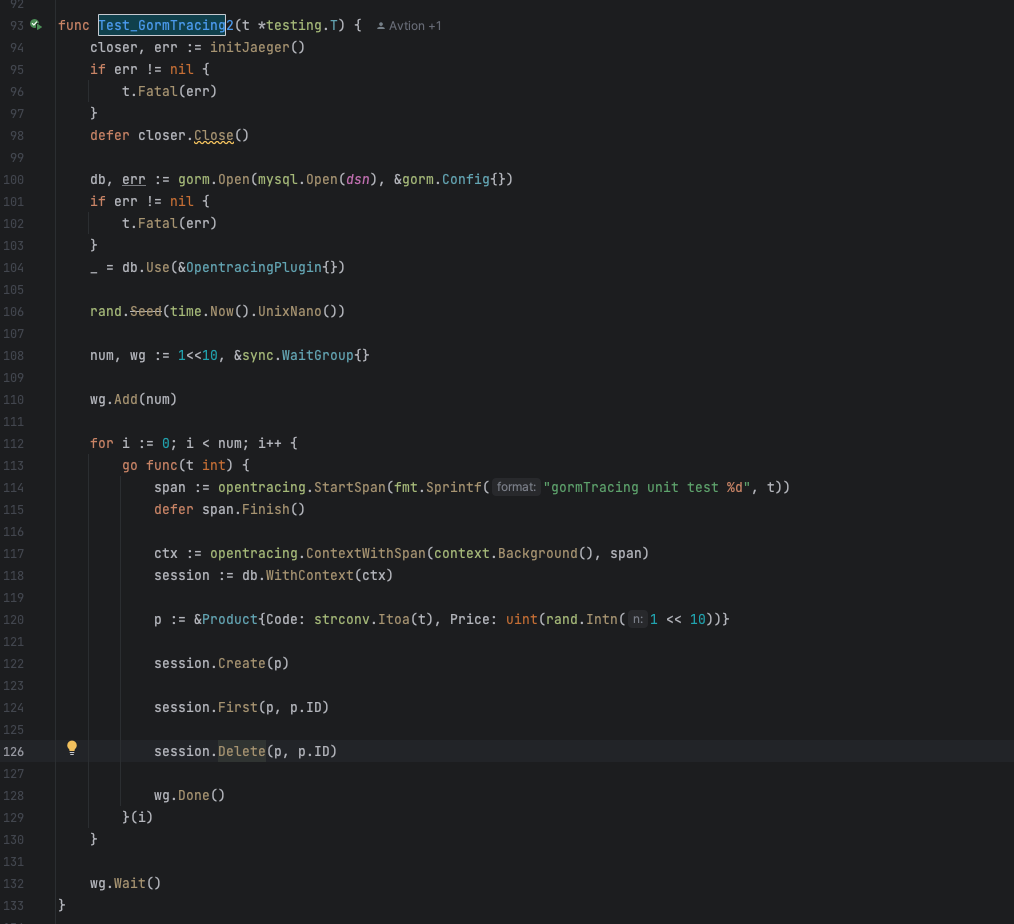 92
93 func Test_GormTracing2(t *testing.T) { Avtion +1
94 closer, err := initJaeger()
95 if err != nil {
96 t.Fatal(err)
97 }
98 defer closer.Close()
99
100 db, err := gorm.Open(mysql.Open(dsn), &gorm.Config{})
101 if err != nil {
102 t.Fatal(err)
103 }
104 _ = db.Use(&OpentracingPlugin{})
105
106 rand.Seed(time.Now().UnixNano())
107
108 num, wg := 1<<10, &sync.WaitGroup{}
109
110 wg.Add(num)
111
112 for i := 0; i < num; i++ {
113 go func(t int) {
114 span := opentracing.StartSpan(fmt.Sprintf( format: "gormTracing unit test %d", t))
115 defer span.Finish()
116
117 ctx := opentracing.ContextWithSpan(context.Background(), span)
118 session := db.WithContext(ctx)
119
120 p := &Product{Code: strconv.Itoa(t), Price: uint(rand.Intn( n: 1 << 10))}
121
122 session.Create(p)
123
124 session.First(p, p.ID)
125
126 session.Delete(p, p.ID)
127
128 wg.Done()
129 }(i)
130 }
131
132 wg.Wait()
133 }